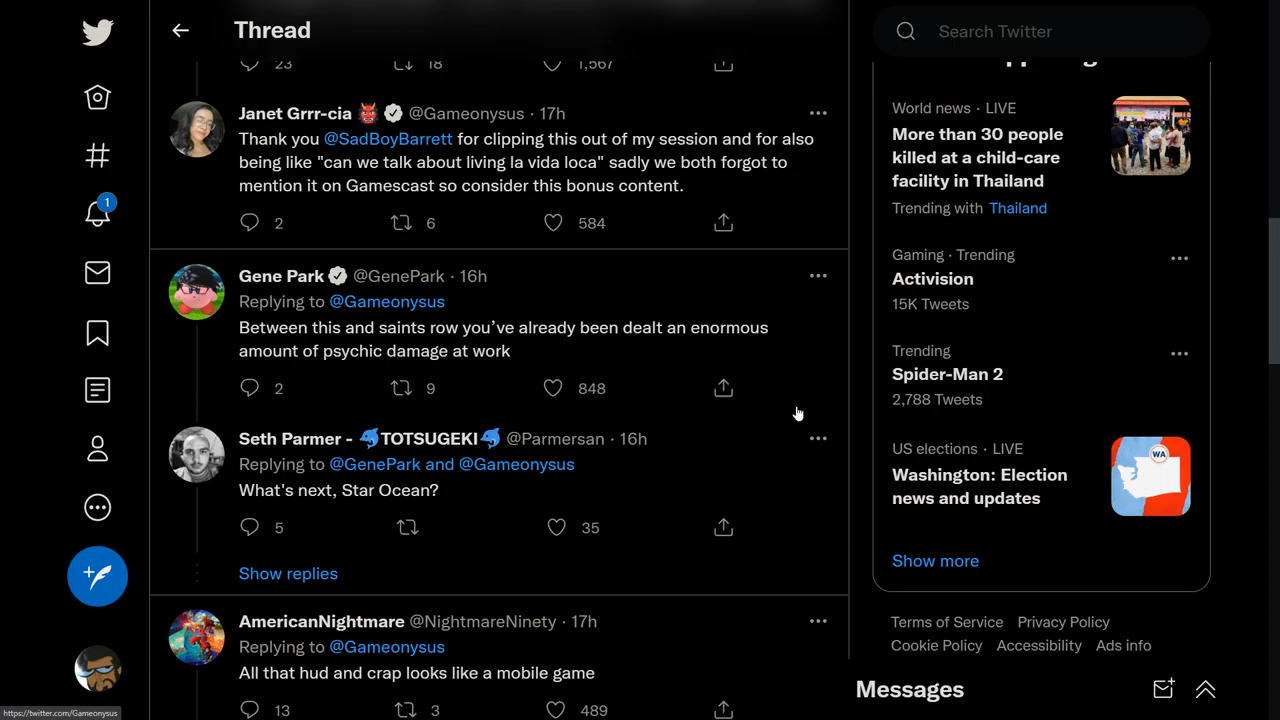 Thread
23 18 1,567
Janet Grrr-cia 👹 @Gameonysus · 17h
Thank you @SadBoyBarrett for clipping this out of my session and for also
being like "can we talk about living la vida loca" sadly we both forgot to
mention it on Gamescast so consider this bonus content.
2 6 584
Gene Park @GenePark · 16h
Replying to @Gameonysus
Between this and saints row you’ve already been dealt an enormous
amount of psychic damage at work
2 9 848
Seth Parmer - 🐬TOTSUGEKI🐬 @Parmersan · 16h
Replying to @GenePark and @Gameonysus
What's next, Star Ocean?
5 35
Show replies
AmericanNightmare @NightmareNinety · 17h
Replying to @Gameonysus
All that hud and crap looks like a mobile game
13 3 489
1
https://twitter.com/Gameonysus
Search Twitter
World news · LIVE
More than 30 people
killed at a child-care
facility in Thailand
Trending with Thailand
Gaming · Trending
Activision
15K Tweets
Trending
Spider-Man 2
2,788 Tweets
US elections · LIVE
Washington: Election
news and updates
WA
Show more
Terms of Service Privacy Policy
Cookie Policy Accessibility Ads info
Messages